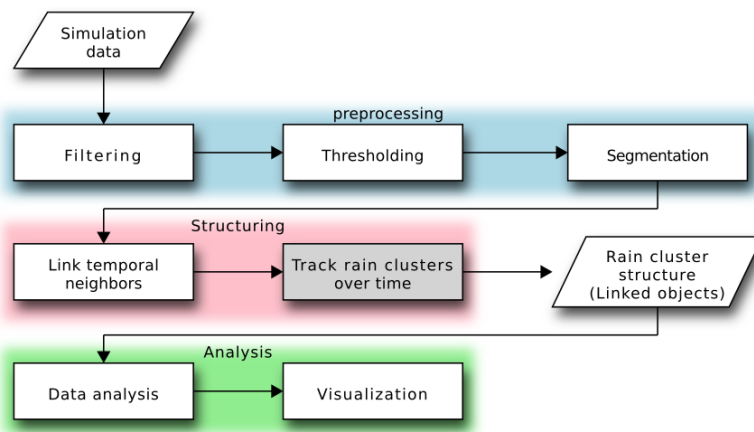 Simulation
data
preprocessing
Filtering
Thresholding
Segmentation
Structuring
Link temporal
neighbors
Track rain clusters
over time
Rain cluster
structure
(Linked objects)
Analysis
Data analysis
Visualization